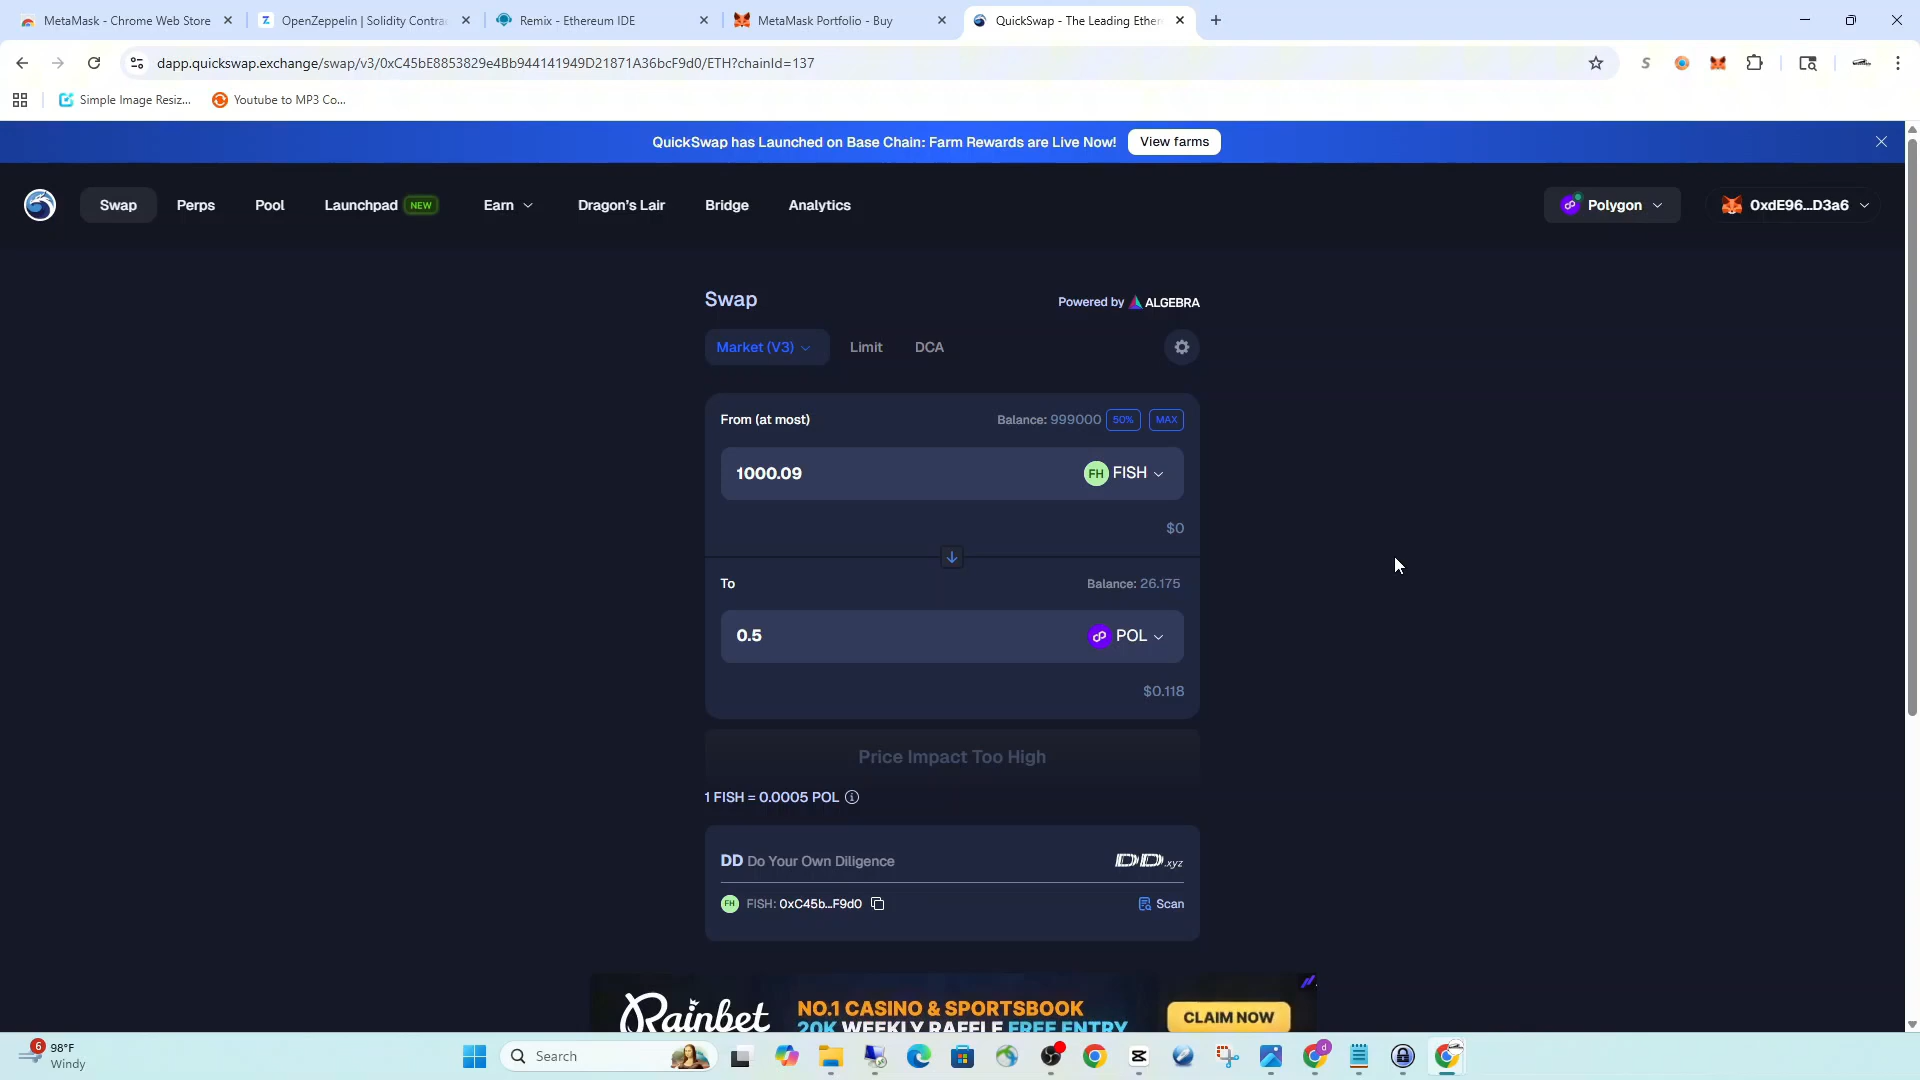 MetaMask - Chrome Web Store
OpenZeppelin | Solidity Contra
Remix - Ethereum IDE
MetaMask Portfolio - Buy
QuickSwap - The Leading Ether
dapp.quickswap.exchange/swap/v3/0xC45bE8853829e4Bb944141949D21871A36bcF9d0/ETH?chainId=137
Simple Image Resiz...
Youtube to MP3 Co...
QuickSwap has Launched on Base Chain: Farm Rewards are Live Now!
View farms
Swap
Perps
Pool
Launchpad NEW
Earn
Dragon's Lair
Bridge
Analytics
Polygon
0xdE96...D3a6
Swap
Powered by ALGEBRA
Market (V3)
Limit
DCA
From (at most)
Balance: 999000 50% MAX
1000.09
FH FISH
$0
To
Balance: 26.175
0.5
POL
$0.118
Price Impact Too High
1 FISH = 0.0005 POL
DD Do Your Own Diligence
DD.xyz
FH FISH: 0xC45b...F9d0
Scan
Rainbet
NO.1 CASINO & SPORTSBOOK
20K WEEKLY RAFFLE FREE ENTRY
CLAIM NOW
6
98°F
Windy
Search